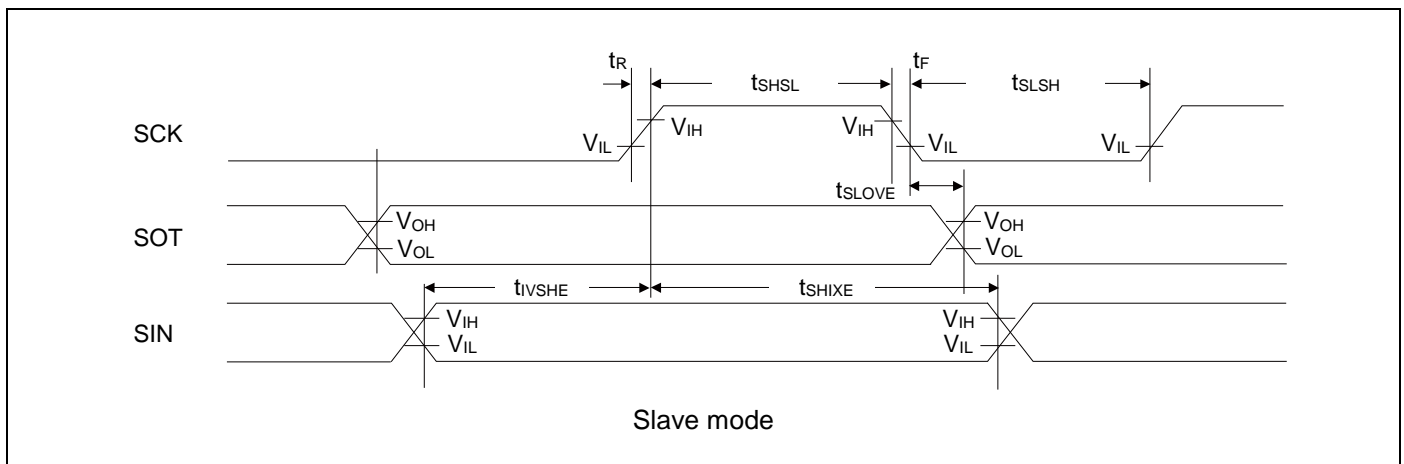 tR tSHSL tF tSLSH
SCK VIL VIH VIH VIL VIL
tSLOVE
SOT VOH VOL VOH VOL
tIVSHE tSHIXE
SIN VIH VIL VIH VIL
Slave mode